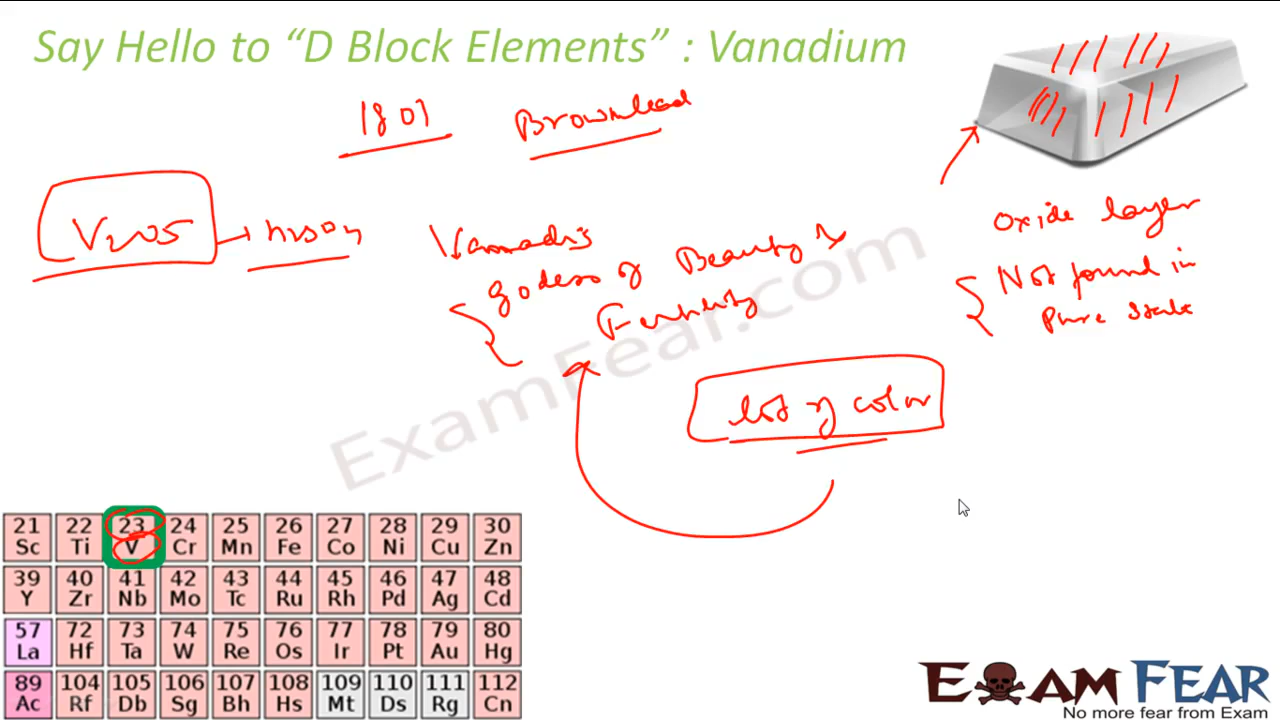 Say Hello to “D Block Elements” : Vanadium
1801 Brown lead
V2O5 → H2SO4
Vannadis
godess of Beauty &
Fertility
oxide layer
Not found in
pure state
lot of color
ExamFear.com
21 22 23 24 25 26 27 28 29 30
Sc Ti V Cr Mn Fe Co Ni Cu Zn
39 40 41 42 43 44 45 46 47 48
Y Zr Nb Mo Tc Ru Rh Pd Ag Cd
57 72 73 74 75 76 77 78 79 80
La Hf Ta W Re Os Ir Pt Au Hg
89 104 105 106 107 108 109 110 111 112
Ac Rf Db Sg Bh Hs Mt Ds Rg Cn
EXAM FEAR
No more fear from Exam